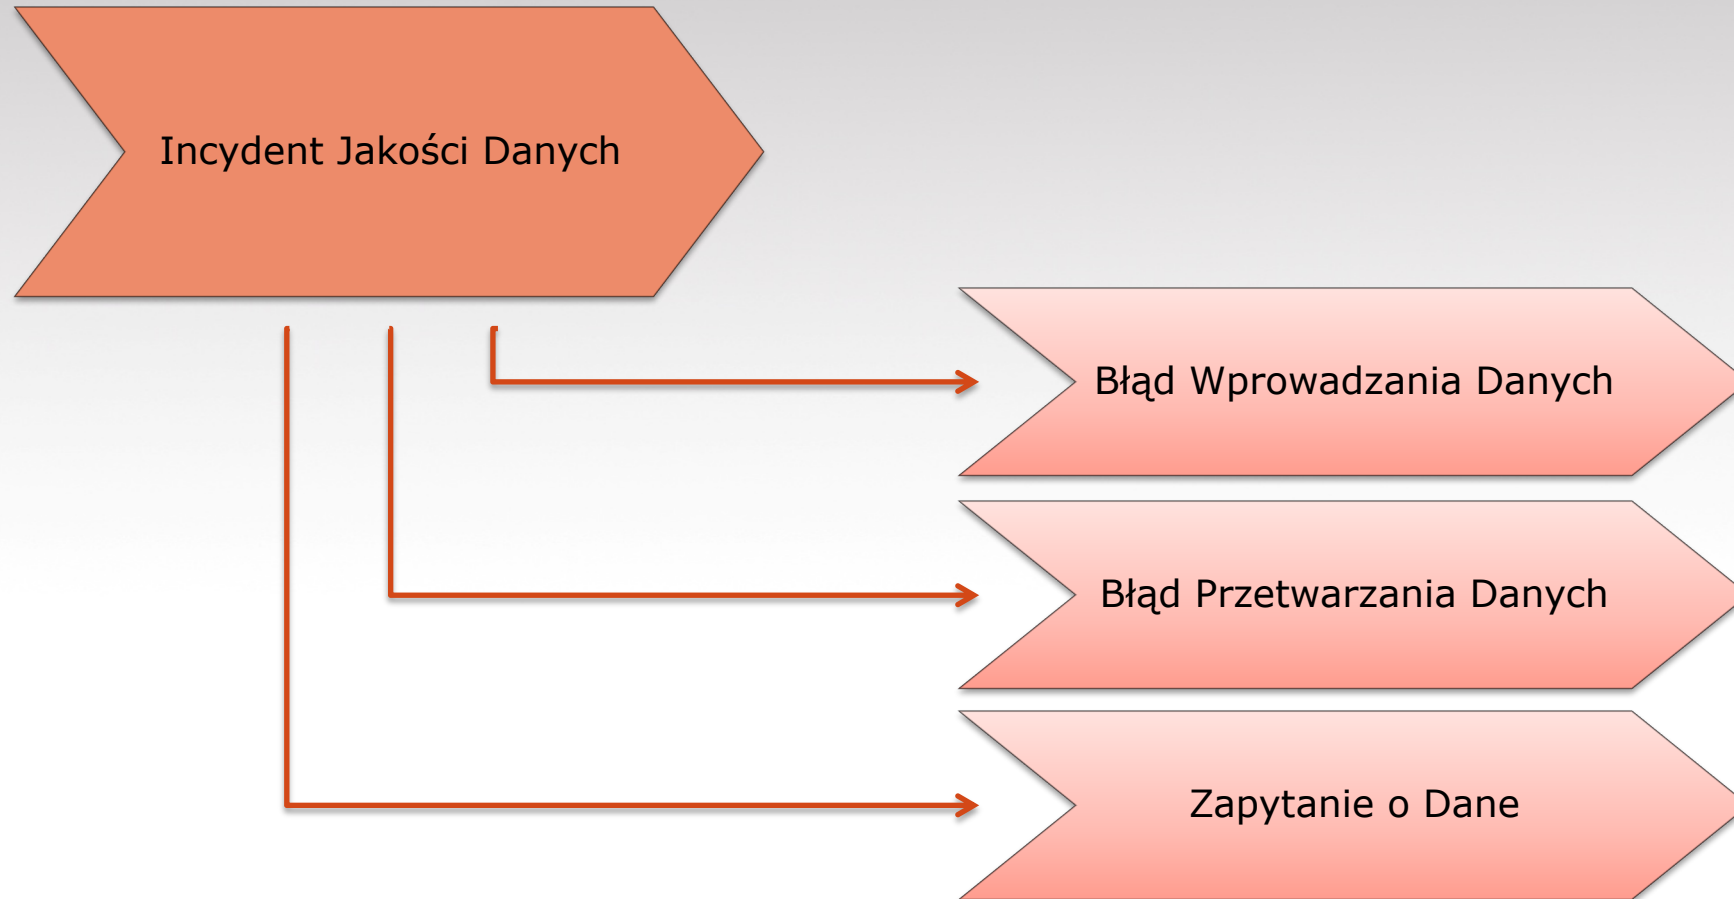 Incydent Jakości Danych
Błąd Wprowadzania Danych
Błąd Przetwarzania Danych
Zapytanie o Dane